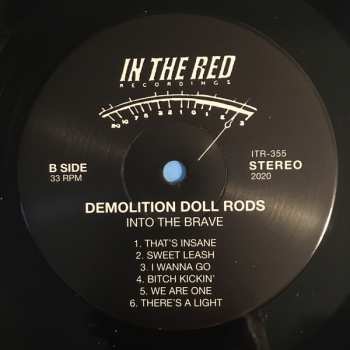 IN THE RED
RECORDINGS
B SIDE
33 RPM
ITR-355
STEREO
2020
DEMOLITION DOLL RODS
INTO THE BRAVE
1. THAT'S INSANE
2. SWEET LEASH
3. I WANNA GO
4. BITCH KICKIN'
5. WE ARE ONE
6. THERE'S A LIGHT